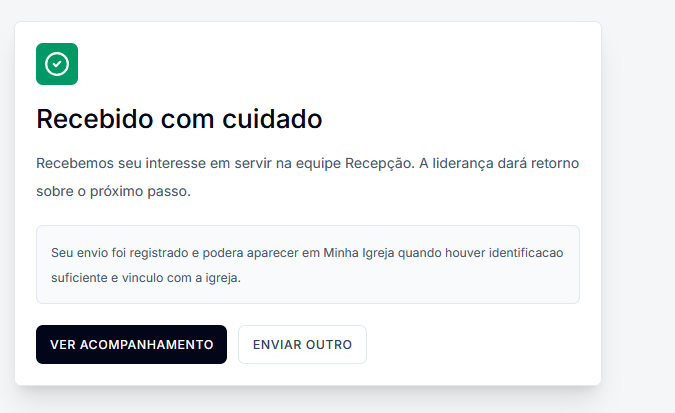 Recebido com cuidado
Recebemos seu interesse em servir na equipe Recepção. A liderança dará retorno
sobre o próximo passo.
Seu envio foi registrado e podera aparecer em Minha Igreja quando houver identificacao
suficiente e vinculo com a igreja.
VER ACOMPANHAMENTO
ENVIAR OUTRO